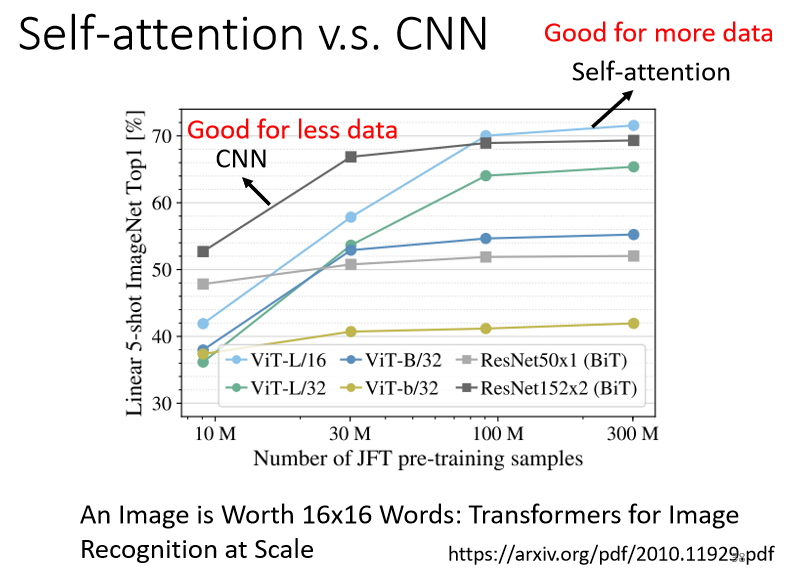 Self-attention v.s. CNN
Good for more data
Self-attention
Good for less data
CNN
Linear 5-shot ImageNet Top1 [%]
70
60
50
40
30
ViT-L/16
ViT-B/32
ResNet50x1 (BiT)
ViT-L/32
ViT-b/32
ResNet152x2 (BiT)
10 M
30 M
100 M
300 M
Number of JFT pre-training samples
An Image is Worth 16x16 Words: Transformers for Image
Recognition at Scale
https://arxiv.org/pdf/2010.11929.pdf